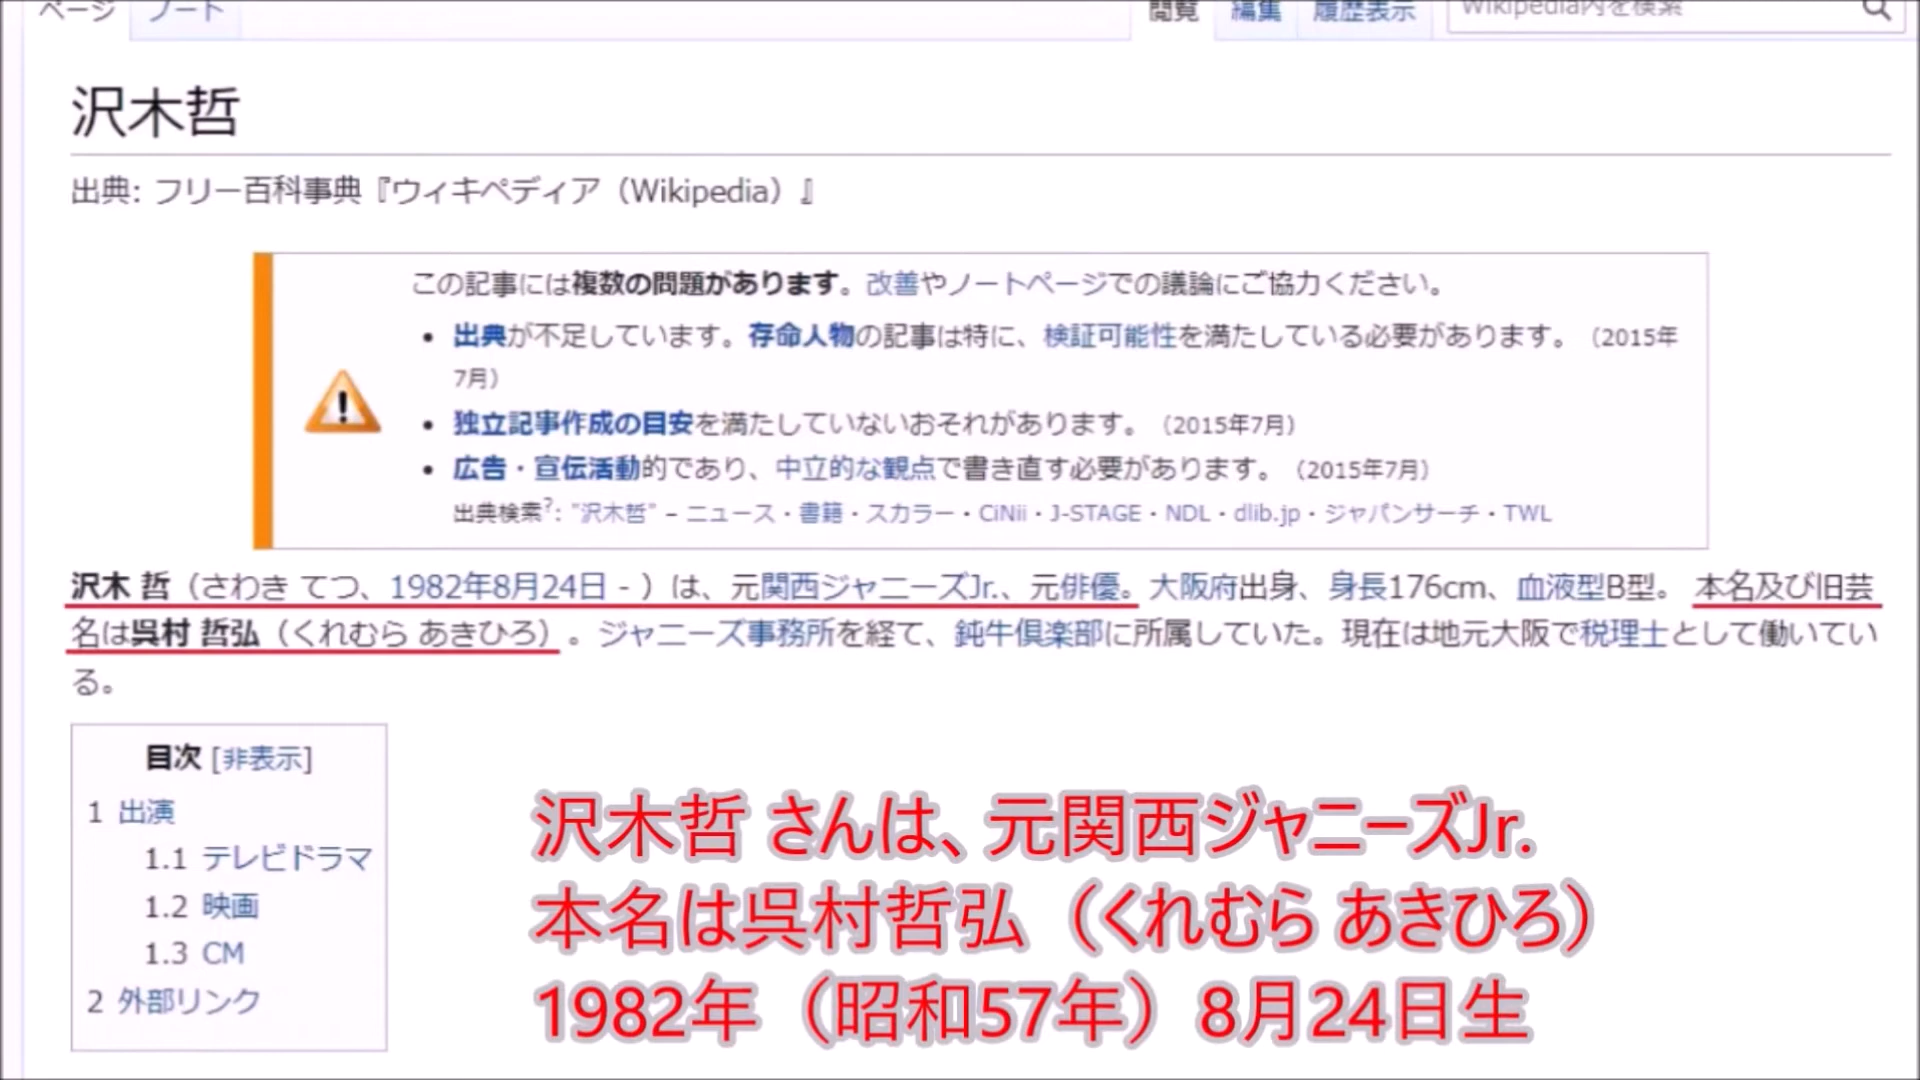 ページ ノート 閲覧 編集 履歴表示 Wikipedia内を検索
沢木哲
出典: フリー百科事典『ウィキペディア（Wikipedia）』
この記事には複数の問題があります。改善やノートページでの議論にご協力ください。
• 出典が不足しています。存命人物の記事は特に、検証可能性を満たしている必要があります。（2015年
7月）
• 独立記事作成の目安を満たしていないおそれがあります。（2015年7月）
• 広告・宣伝活動的であり、中立的な観点で書き直す必要があります。（2015年7月）
出典検索?: "沢木哲" – ニュース・書籍・スカラー・CiNii・J-STAGE・NDL・dlib.jp・ジャパンサーチ・TWL
沢木 哲（さわき てつ、1982年8月24日 - ）は、元関西ジャニーズJr.、元俳優。大阪府出身、身長176cm、血液型B型。 本名及び旧芸
名は呉村 哲弘（くれむら あきひろ）。ジャニーズ事務所を経て、鈍牛倶楽部に所属していた。現在は地元大阪で税理士として働いてい
る。
目次 [非表示]
1 出演
1.1 テレビドラマ
1.2 映画
1.3 CM
2 外部リンク
沢木哲 さんは、元関西ジャニーズJr.
本名は呉村哲弘（くれむら あきひろ）
1982年（昭和57年）8月24日生